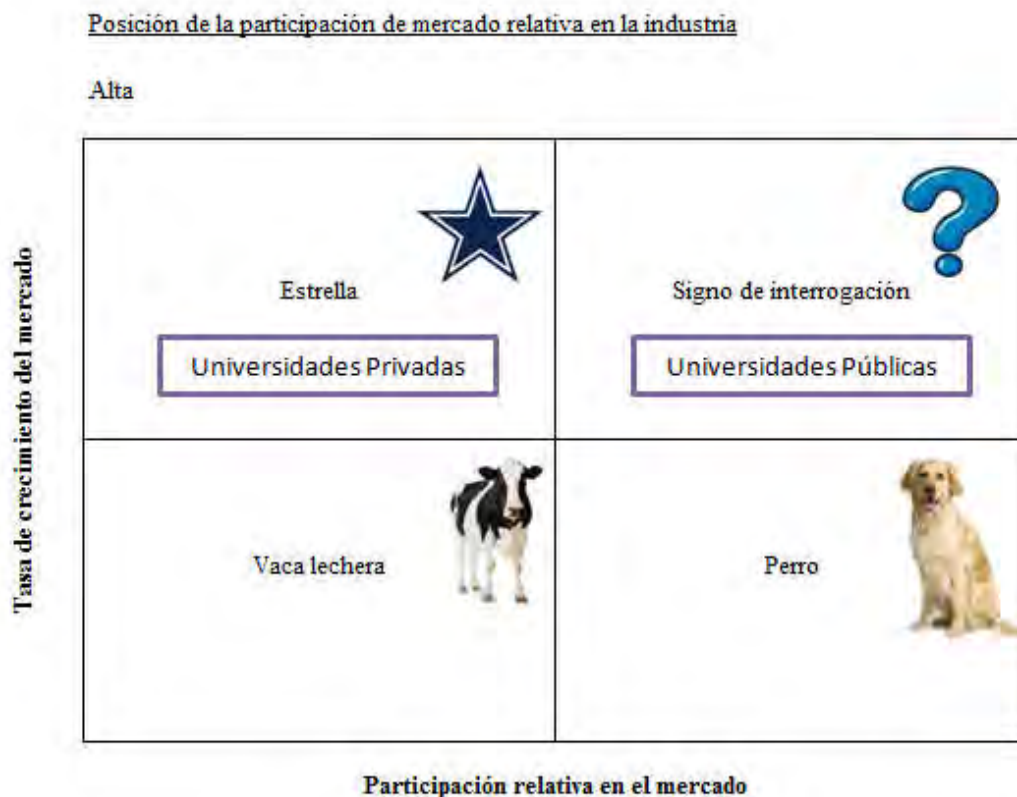 Posición de la participación de mercado relativa en la industria
Alta
Tasa de crecimiento del mercado
Estrella
Universidades Privadas
Signo de interrogación
Universidades Públicas
Vaca lechera
Perro
Participación relativa en el mercado